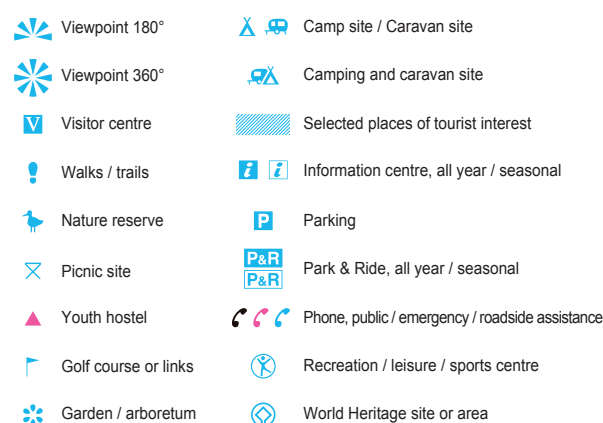 Viewpoint 180°
Camp site / Caravan site
Viewpoint 360°
Camping and caravan site
V
Visitor centre
Selected places of tourist interest
Walks / trails
i i
Information centre, all year / seasonal
Nature reserve
P
Parking
Picnic site
P&R
P&R
Park & Ride, all year / seasonal
Youth hostel
Phone, public / emergency / roadside assistance
Golf course or links
Recreation / leisure / sports centre
Garden / arboretum
World Heritage site or area